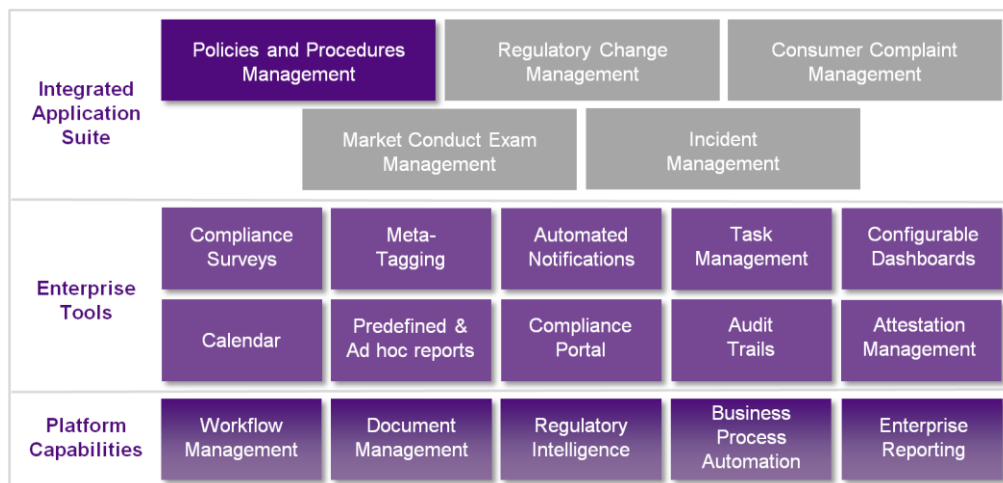 Integrated
Application
Suite
Policies and Procedures
Management
Regulatory Change
Management
Consumer Complaint
Management
Market Conduct Exam
Management
Incident
Management
Enterprise
Tools
Compliance
Surveys
Meta-
Tagging
Automated
Notifications
Task
Management
Configurable
Dashboards
Calendar
Predefined &
Ad hoc reports
Compliance
Portal
Audit
Trails
Attestation
Management
Platform
Capabilities
Workflow
Management
Document
Management
Regulatory
Intelligence
Business
Process
Automation
Enterprise
Reporting